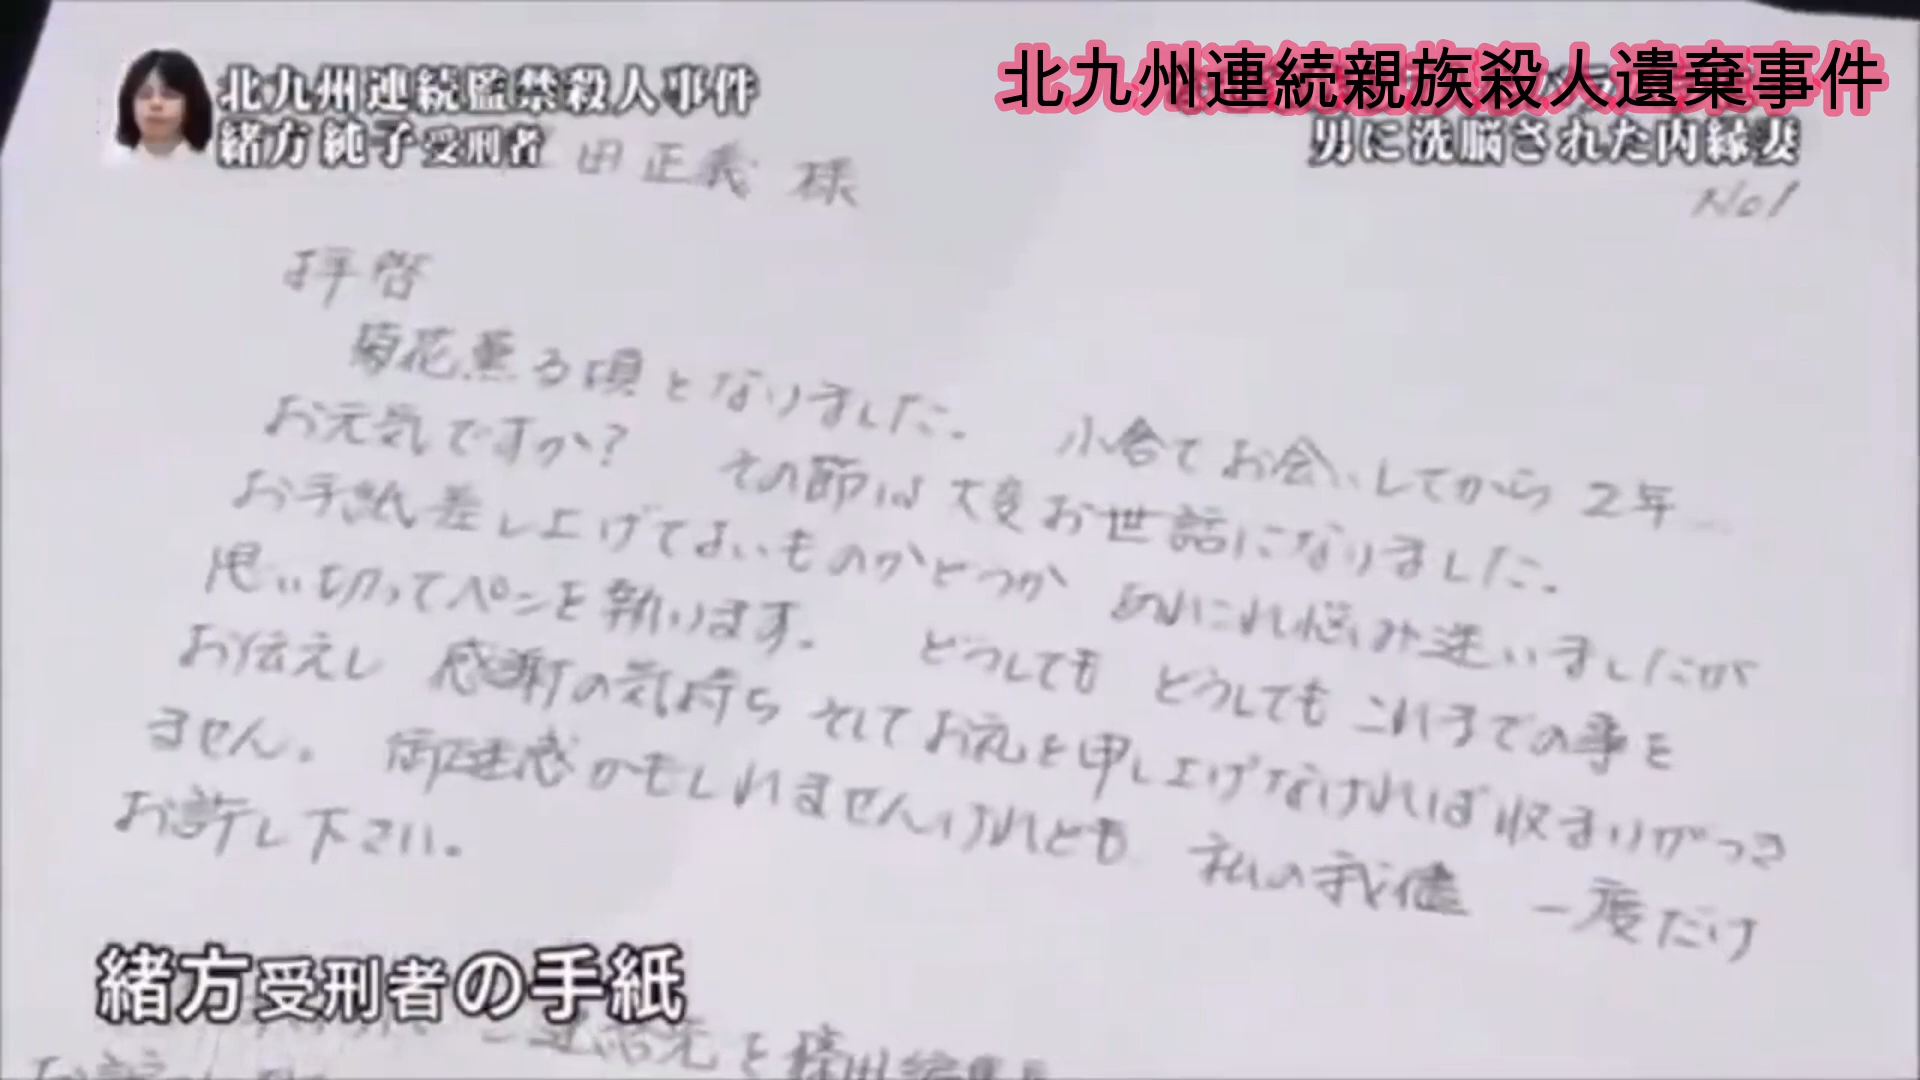 北九州連続監禁殺人事件
緒方 純子受刑者
北九州連続親族殺人遺棄事件
男に洗脳された内縁妻
田 正義 様
No1
拝啓
菊花薫る頃となりました。 小倉でお会いしてから 2年…
お元気ですか? その節は 大変お世話になりました。
お手紙差し上げてよいものかどうか あれこれ悩み迷いましたが
思い切ってペンを執ります。 どうしても どうしても これまでの事を
お伝えし 感謝の気持ち そしてお礼を申し上げなければ 収まりがつき
ません。 御迷惑かもしれませんけれども 私の我儘 一度だけ
お許し下さい。
緒方受刑者の手紙